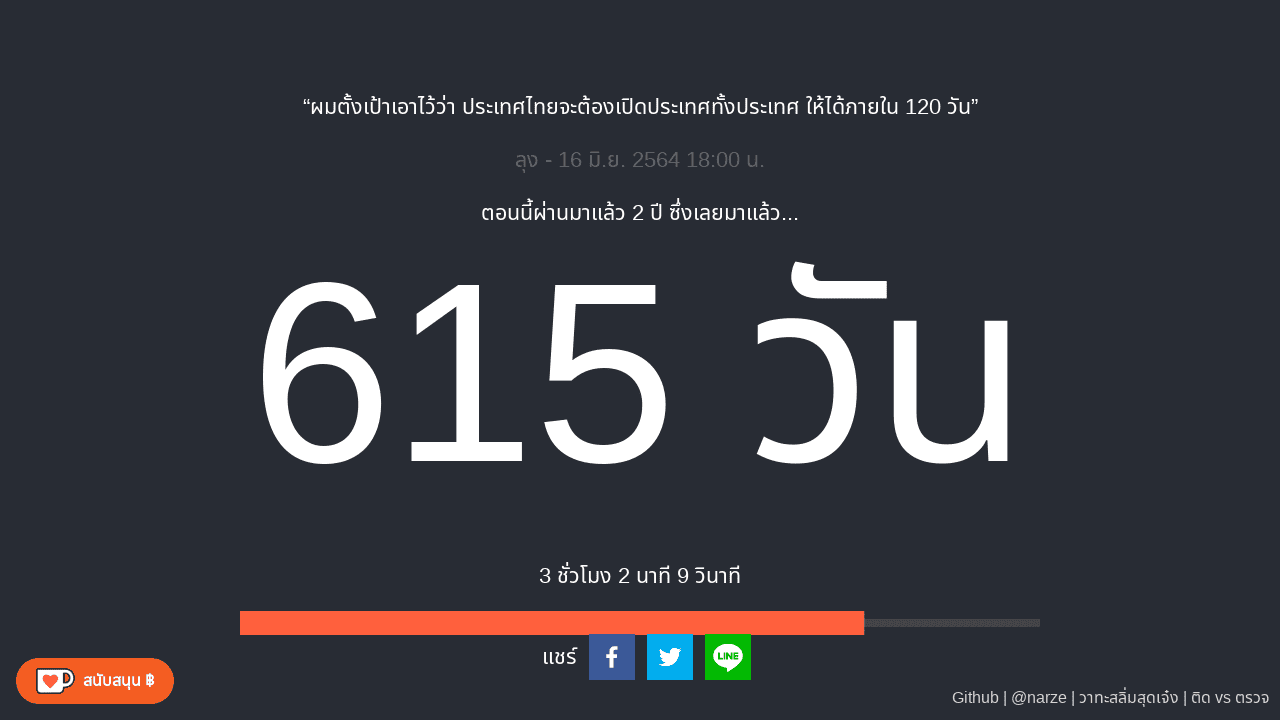 “ผมตั้งเป้าเอาไว้ว่า ประเทศไทยจะต้องเปิดประเทศทั้งประเทศ ให้ได้ภายใน 120 วัน”
ลุง - 16 มิ.ย. 2564 18:00 น.
ตอนนี้ผ่านมาแล้ว 2 ปี ซึ่งเลยมาแล้ว...
615 วัน
3 ชั่วโมง 2 นาที 9 วินาที
แชร์
LINE
สนับสนุน ฿
Github | @narze | วาทะสลิ่มสุดเจ๋ง | ติด vs ตรวจ